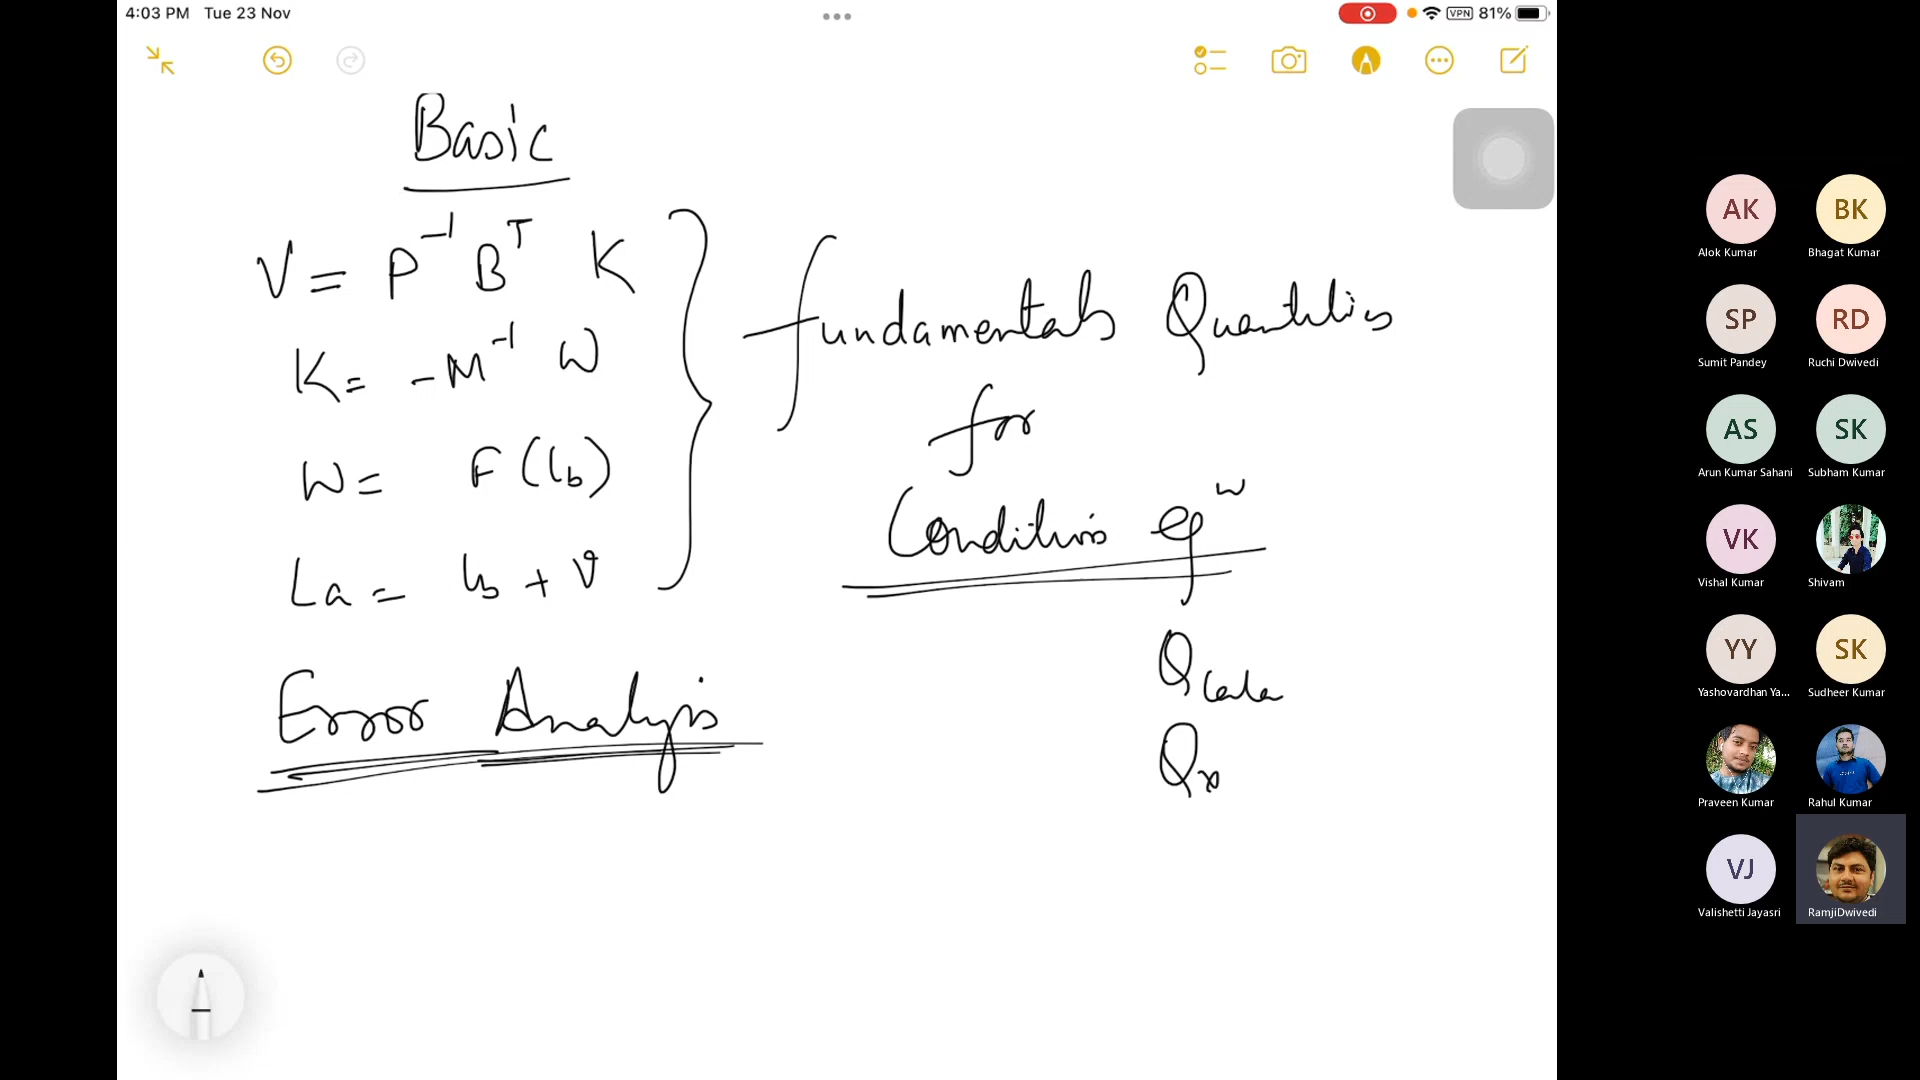 4:03 PM Tue 23 Nov
VPN 81%
Basic
V = P⁻¹ Bᵀ K
K = -M⁻¹ W
W = F(Lb)
La = Lb + V
Fundamentals Quantities
for
Conditions eqⁿ
Error Analysis
Q
Qx
AK
Alok Kumar
BK
Bhagat Kumar
SP
Sumit Pandey
RD
Ruchi Dwivedi
AS
Arun Kumar Sahani
SK
Subham Kumar
VK
Vishal Kumar
Shivam
YY
Yashovardhan Ya...
SK
Sudheer Kumar
Praveen Kumar
Rahul Kumar
VJ
Valishetti Jayasri
RamjiDwivedi